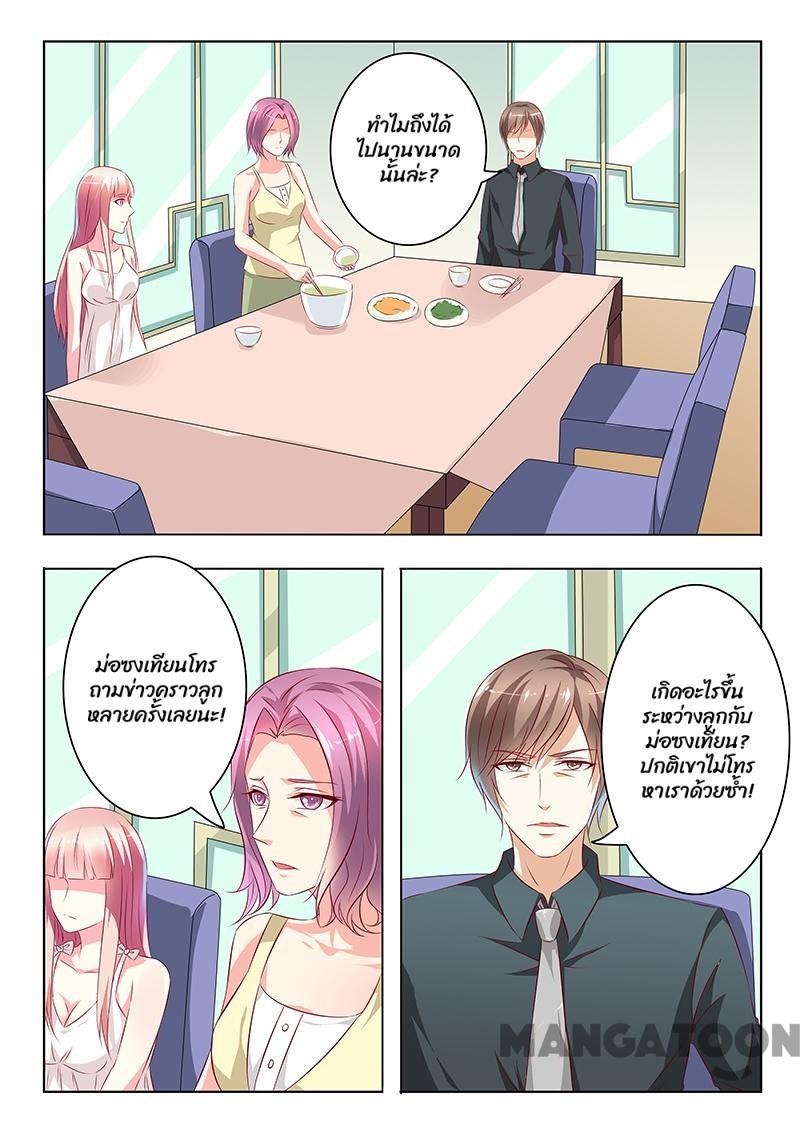 ทำไมถึงได้
ไปนานขนาด
นั้นล่ะ?
ม่อซงเทียนโทร
ถามข่าวคราวลูก
หลายครั้งเลยนะ!
เกิดอะไรขึ้น
ระหว่างลูกกับ
ม่อซงเทียน?
ปกติเขาไม่โทร
หาเราด้วยซ้ำ!
MANGATOON